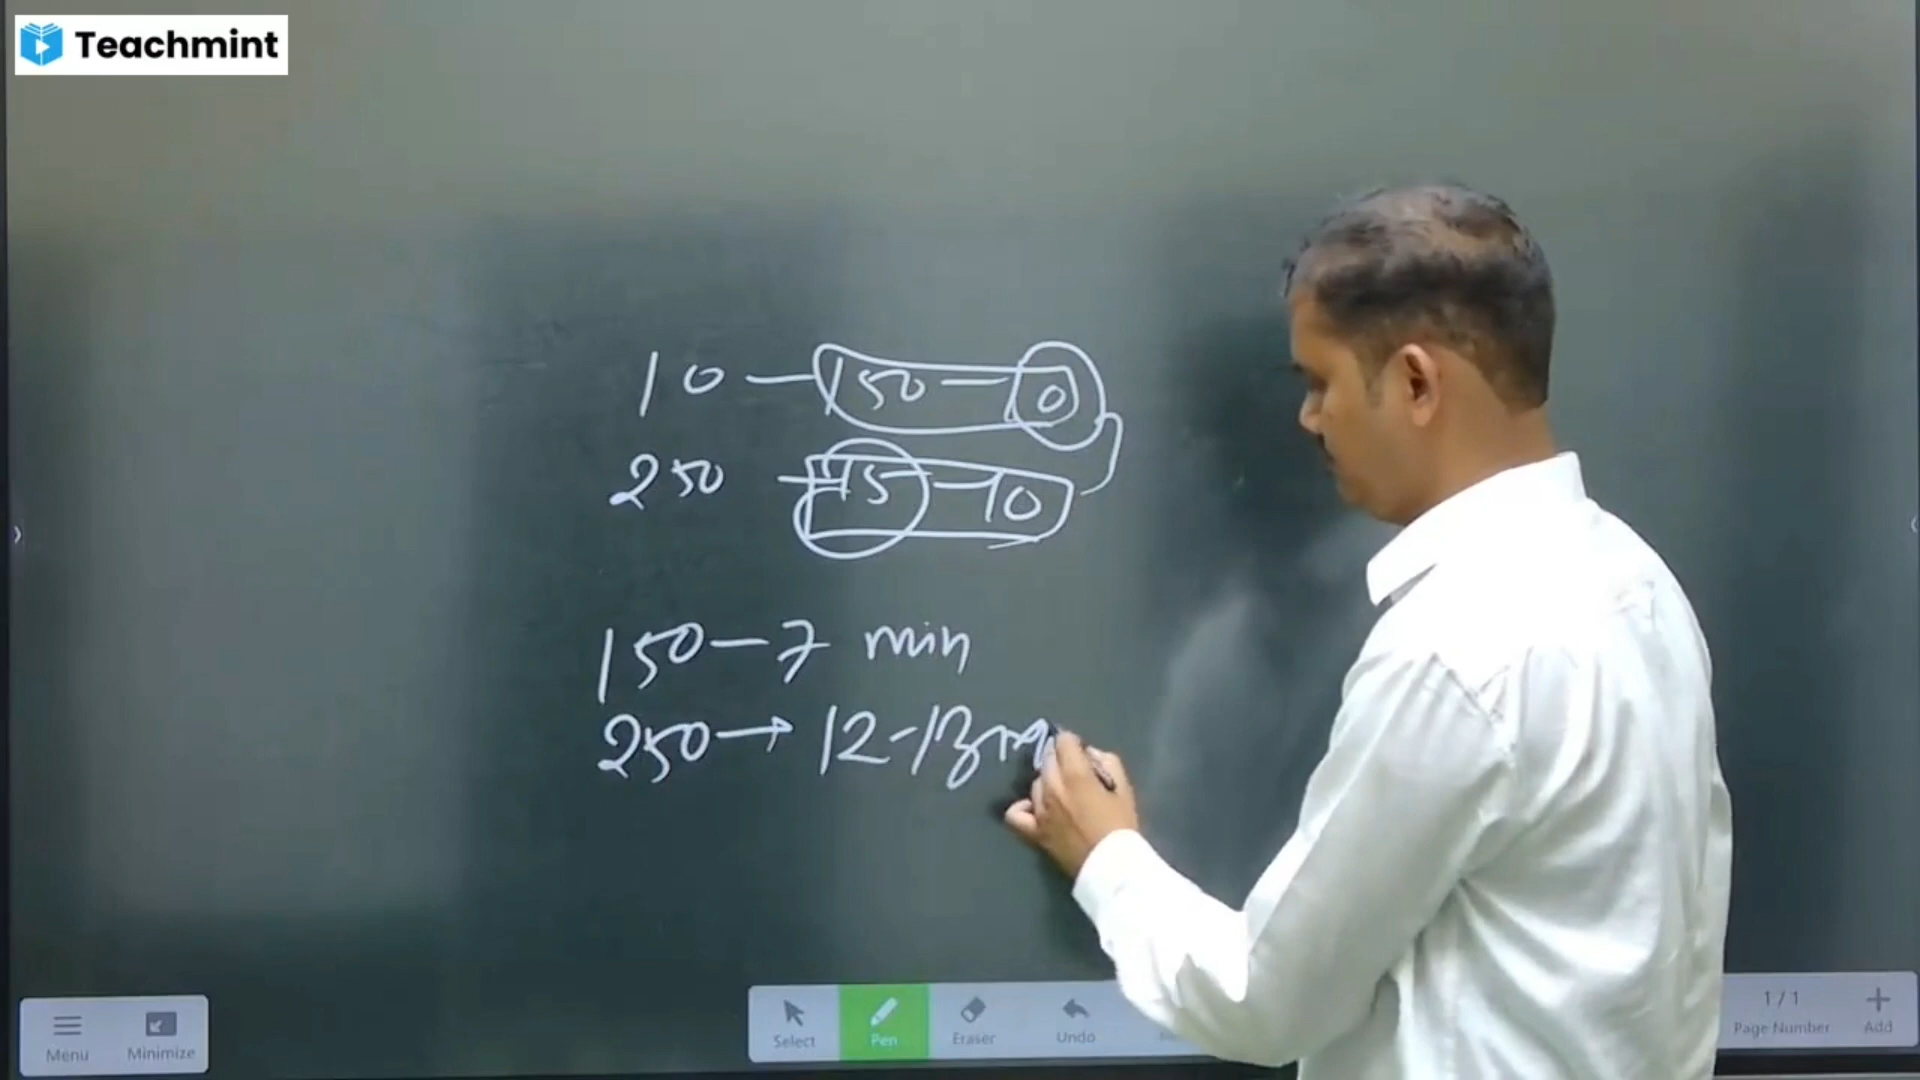 Teachmint
10 — 150 — 10
250 — 15 — 10
150 — 7 min
250 → 12-13
Menu
Minimize
Select
Pen
Eraser
Undo
1/1
Page Number
Add